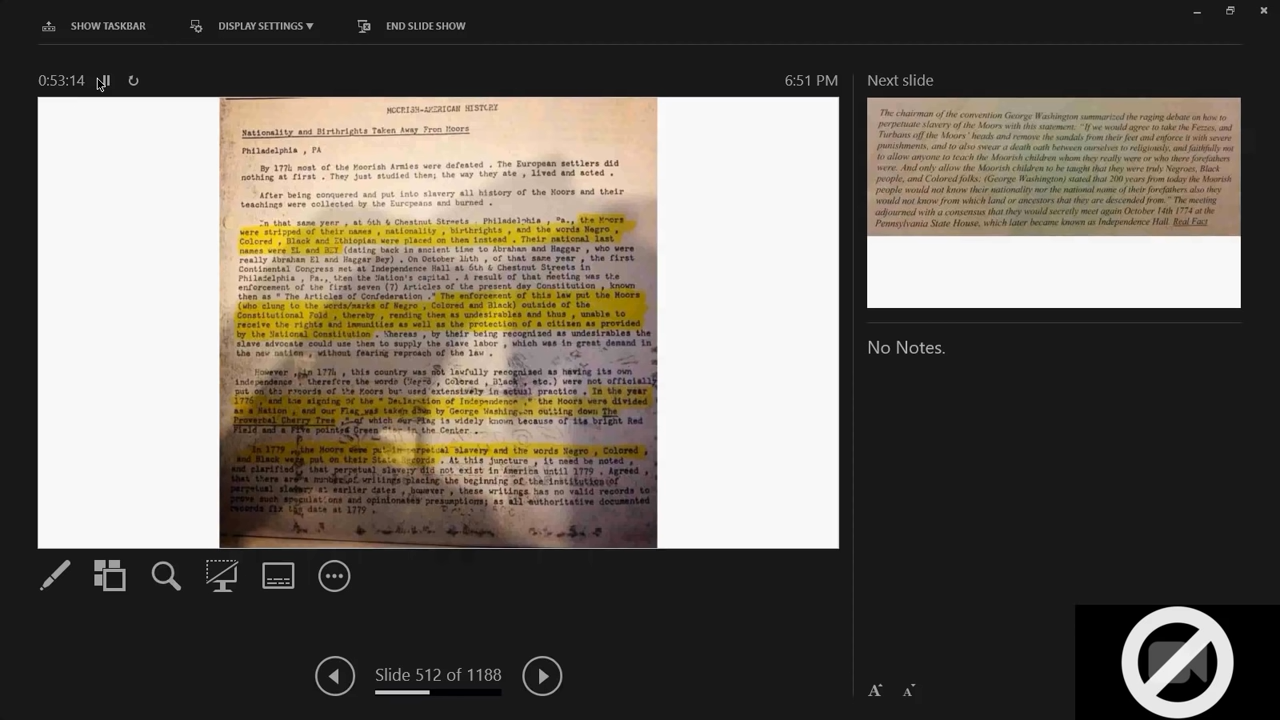 SHOW TASKBAR
DISPLAY SETTINGS ▼
END SLIDE SHOW
0:53:14
6:51 PM
MOORISH-AMERICAN HISTORY
Nationality and Birthrights Taken Away From Moors
Philadelphia , PA
By 1774 most of the Moorish Armies were defeated . The European settlers did
nothing at first . They just studied them; the way they ate , lived and acted .
After being conquered and put into slavery all history of the Moors and their
teachings were collected by the Europeans and burned .
In that same year , at 6th & Chestnut Streets , Philadelphia , Pa., the Moors
were stripped of their names , nationality , birthrights , and the words Negro ,
Colored , Black and Ethiopian were placed on them instead . Their national last
names were EL and BEY (dating back in ancient time to Abraham and Haggar , who were
really Abraham El and Haggar Bey) . On October 14th , of that same year , the first
Continental Congress met at Independence Hall at 6th & Chestnut Streets in
Philadelphia , Pa., then the Nation's capital . A result of that meeting was the
enforcement of the first seven (7) Articles of the present day Constitution , known
then as " The Articles of Confederation ." The enforcement of this law put the Moors
(who clung to the words/marks of Negro , Colored and Black) outside of the
Constitutional Fold , thereby , rending them as undesirables and thus , unable to
receive the rights and immunities as well as the protection of a citizen as provided
by the National Constitution . Whereas , by their being recognised as undesirables the
slave advocate could use them to supply the slave labor , which was in great demand in
the new nation , without fearing reproach of the law .
However , in 1774 , this country was not lawfully recognised as having its own
independence , therefore the words (Negro , Colored , Black , etc.) were not officially
put on the records of the Moors but used extensively in actual practice . In the year
1776 , and the signing of the " Declaration of Independence ," the Moors were divided
as a Nation , and our Flag was taken down by George Washington cutting down The
Proverbal Cherry Tree , of which our Flag is widely known because of its bright Red
Field and a Five pointed Green Star in the Center .
In 1779 , the Moors were put in perpetual slavery and the words Negro , Colored ,
and Black were put on their State Records . At this juncture , it need be noted ,
and clarified , that perpetual slavery did not exist in America until 1779 . Agreed ,
that there are a number of writings placing the beginning of the institution of
perpetual slavery at earlier dates , however , these writings has no valid records to
prove such speculations and opinionates presumptions; as all authoritative documented
records fix the date at 1779 .
Slide 512 of 1188
Next slide
The chairman of the convention George Washington summarized the raging debate on how to
perpetuate slavery of the Moors with this statement. "If we would agree to take the Fezzes, and
Turbans off the Moors' heads and remove the sandals from their feet and enforce it with severe
punishments, and to also swear a death oath between ourselves to religiously, and faithfully not
to allow anyone to teach the Moorish children whom they really were or who there forefathers
were. And only allow the Moorish children to be taught that they were truly Negroes, Black
people, and Colored folks. (George Washington) stated that 200 years from today the Moorish
people would not know their nationality nor the national name of their forefathers also they
would not know from which land or ancestors that they are descended from." The meeting
adjourned with a consensus that they would secretly meet again October 14th 1774 at the
Pennsylvania State House, which later became known as Independence Hall. Real Fact
No Notes.
A A